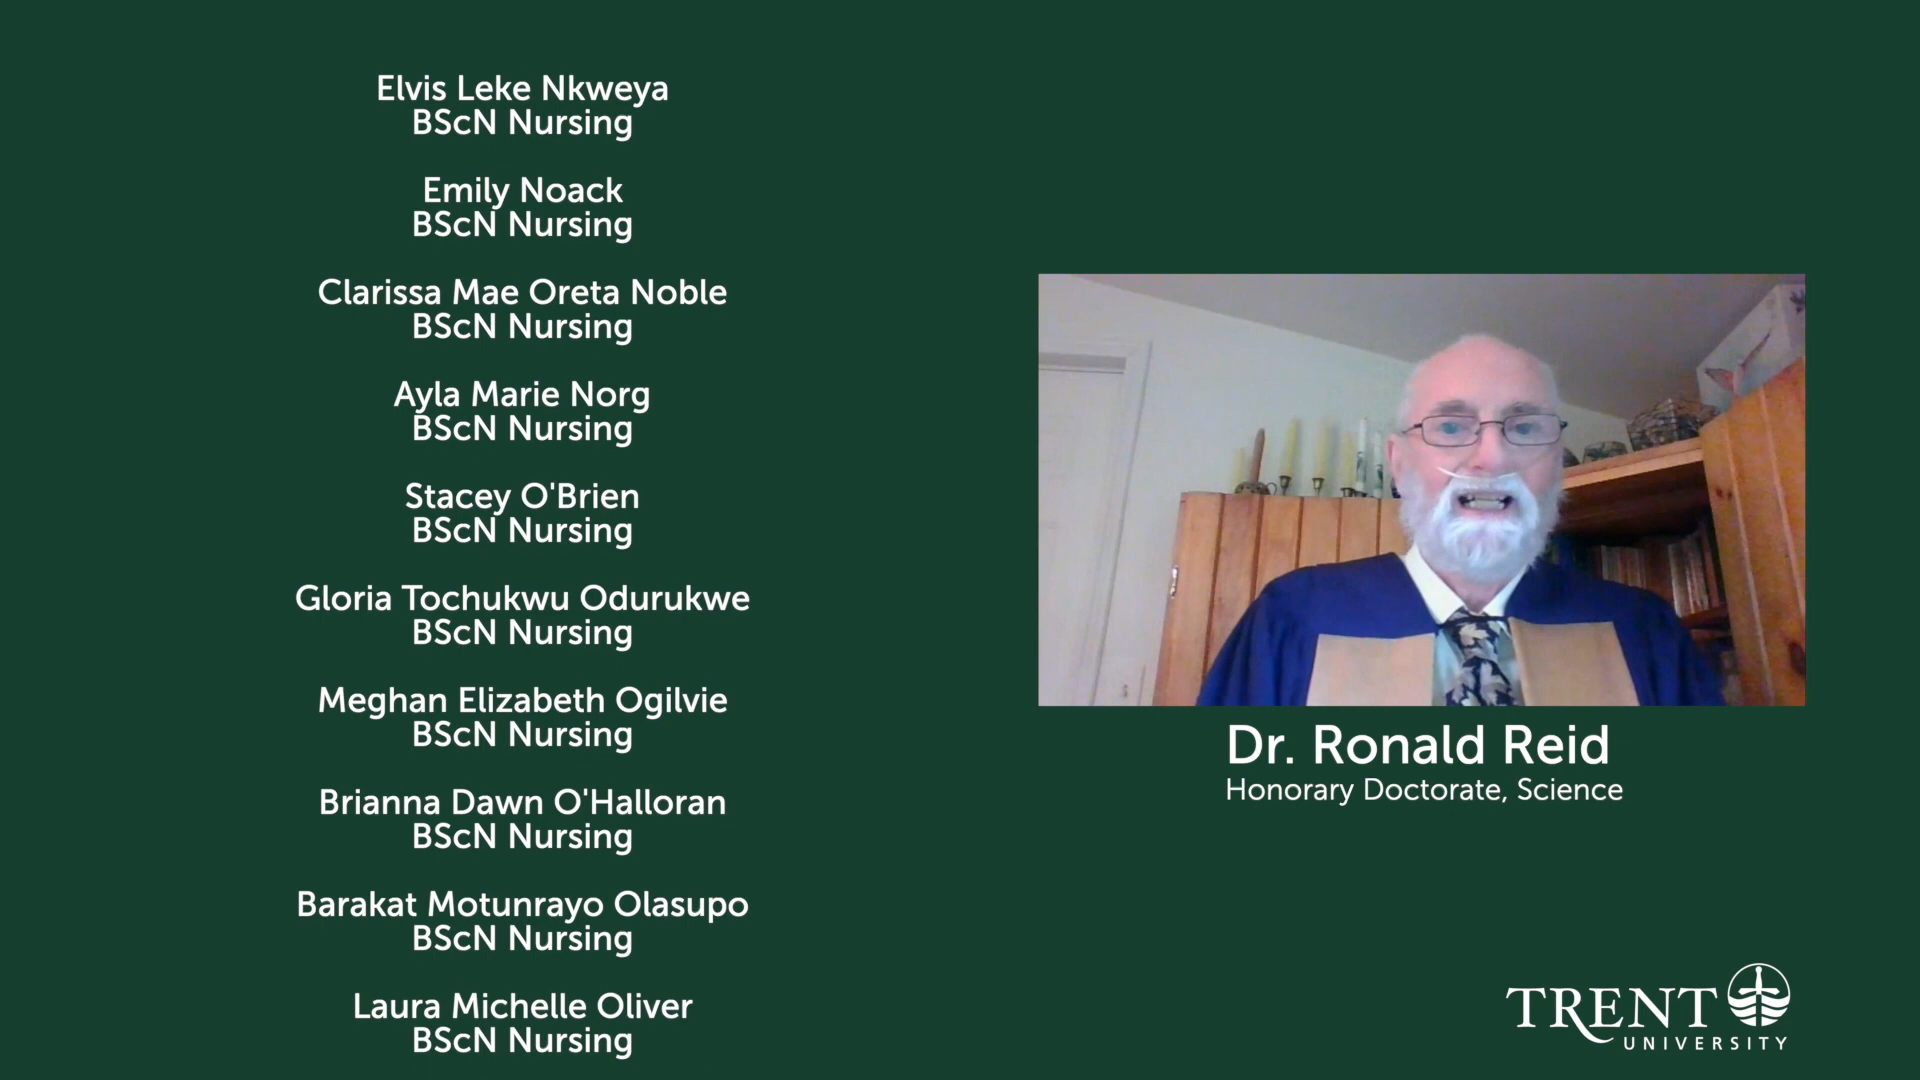 Elvis Leke Nkweya
BScN Nursing
Emily Noack
BScN Nursing
Clarissa Mae Oreta Noble
BScN Nursing
Ayla Marie Norg
BScN Nursing
Stacey O'Brien
BScN Nursing
Gloria Tochukwu Odurukwe
BScN Nursing
Meghan Elizabeth Ogilvie
BScN Nursing
Brianna Dawn O'Halloran
BScN Nursing
Barakat Motunrayo Olasupo
BScN Nursing
Laura Michelle Oliver
BScN Nursing
Dr. Ronald Reid
Honorary Doctorate, Science
TRENT
UNIVERSITY